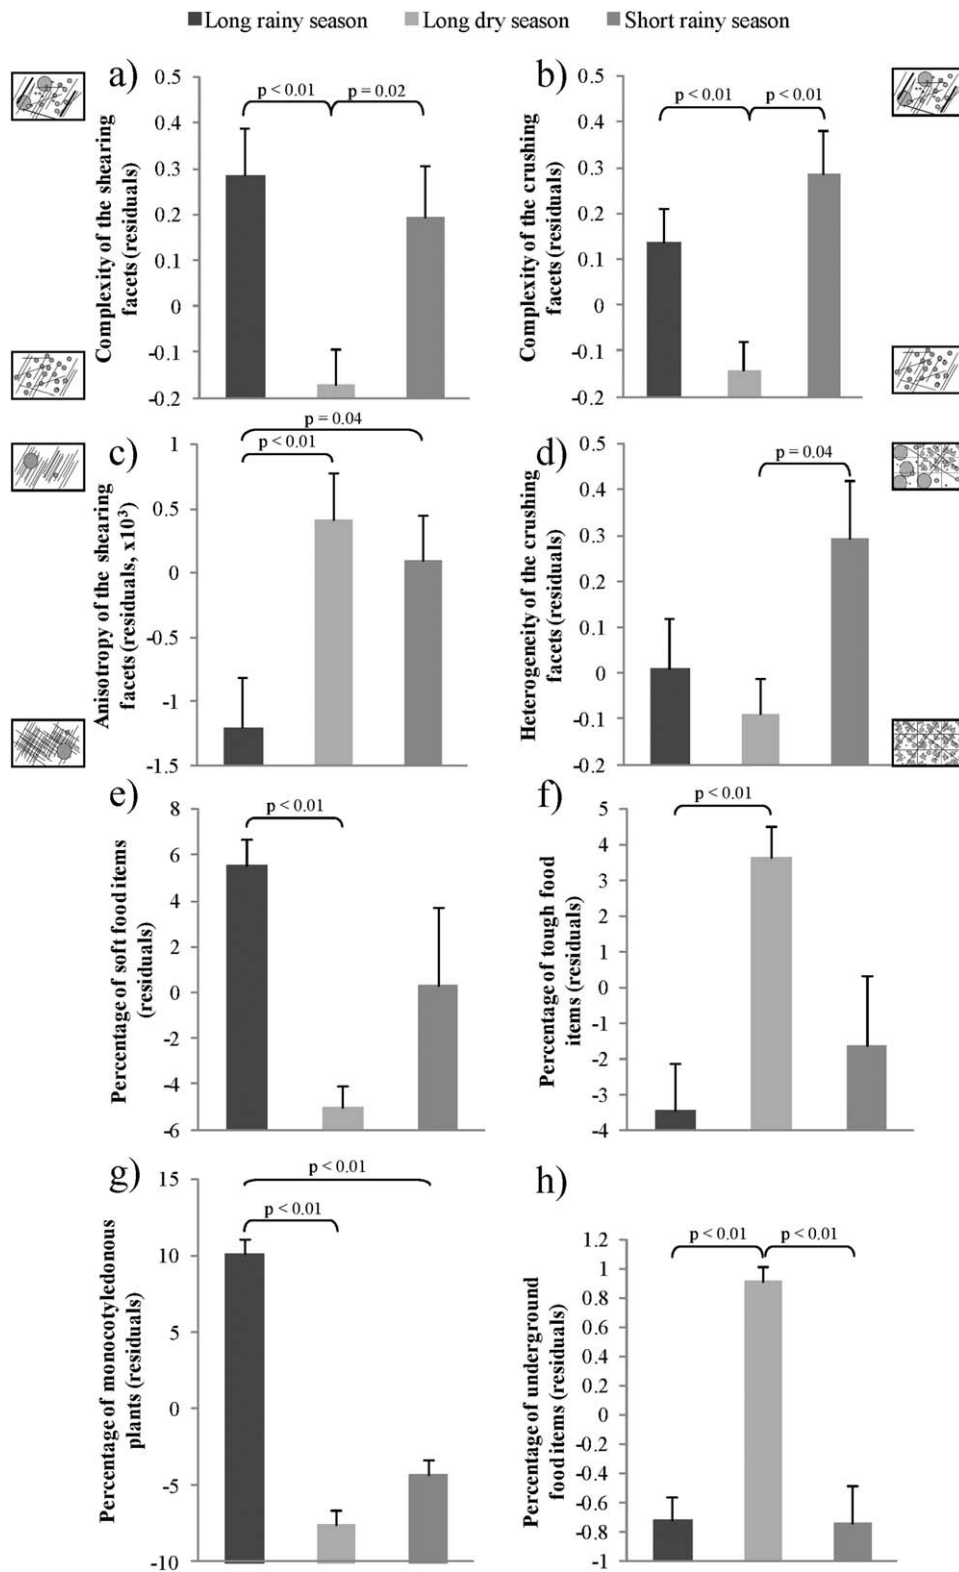 Long rainy season Long dry season Short rainy season
a)
Complexity of the shearing
facets (residuals)
0.5
0.4
0.3
0.2
0.1
0
-0.1
-0.2
p < 0.01 p = 0.02
b)
Complexity of the crushing
facets (residuals)
0.5
0.4
0.3
0.2
0.1
0
-0.1
-0.2
p < 0.01 p < 0.01
c)
Anisotropy of the shearing
facets (residuals, x10³)
1
0.5
0
-0.5
-1
-1.5
p = 0.04
p < 0.01
d)
Heterogeneity of the crushing
facets (residuals)
0.5
0.4
0.3
0.2
0.1
0
-0.1
-0.2
p = 0.04
e)
Percentage of soft food items
(residuals)
8
6
4
2
0
-2
-4
-6
p < 0.01
f)
Percentage of tough food
items (residuals)
5
4
3
2
1
0
-1
-2
-3
-4
p < 0.01
g)
Percentage of monocotyledonous
plants (residuals)
15
10
5
0
-5
-10
p < 0.01
p < 0.01
h)
Percentage of underground
food items (residuals)
1.2
1
0.8
0.6
0.4
0.2
0
-0.2
-0.4
-0.6
-0.8
-1
p < 0.01 p < 0.01